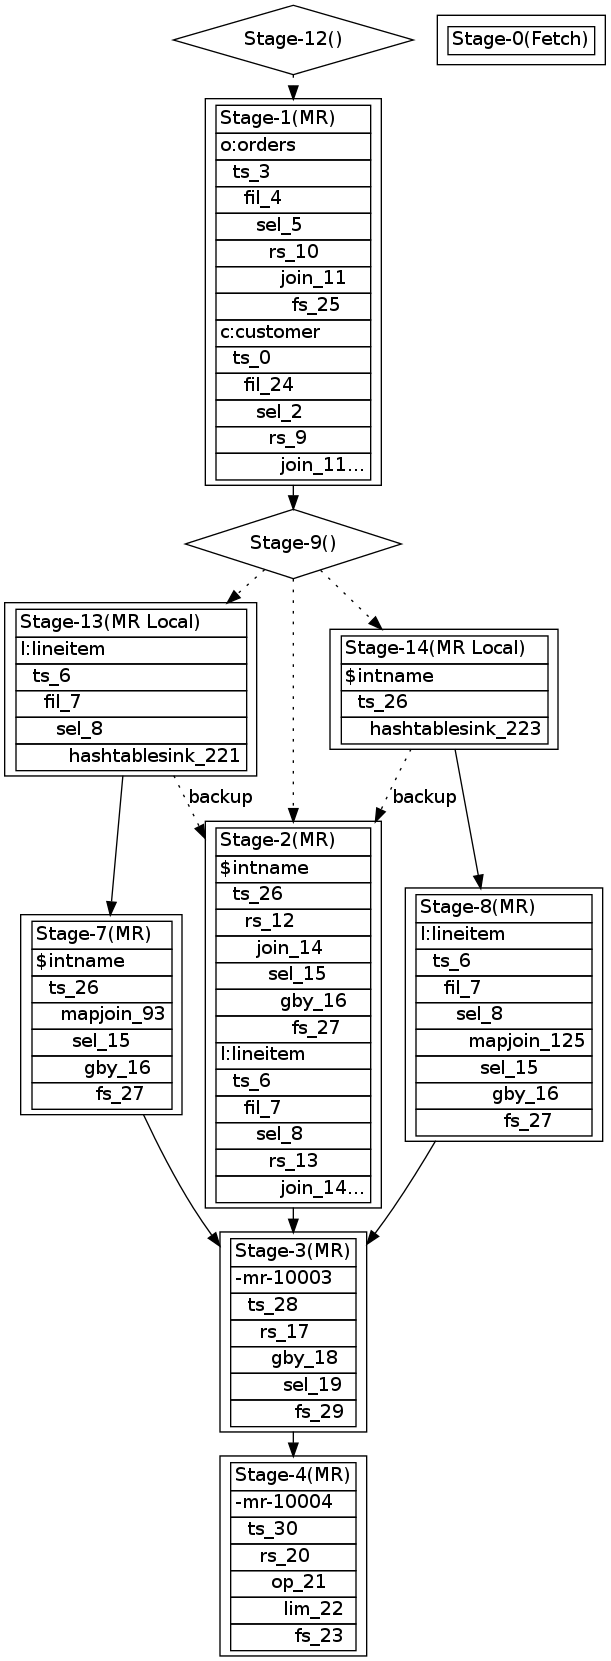 Stage-12()
Stage-0(Fetch)
Stage-1(MR)
o:orders
ts_3
fil_4
sel_5
rs_10
join_11
fs_25
c:customer
ts_0
fil_24
sel_2
rs_9
join_11...
Stage-9()
Stage-13(MR Local)
l:lineitem
ts_6
fil_7
sel_8
hashtablesink_221
Stage-14(MR Local)
$intname
ts_26
hashtablesink_223
backup
backup
Stage-2(MR)
$intname
ts_26
rs_12
join_14
sel_15
gby_16
fs_27
l:lineitem
ts_6
fil_7
sel_8
rs_13
join_14...
Stage-7(MR)
$intname
ts_26
mapjoin_93
sel_15
gby_16
fs_27
Stage-8(MR)
l:lineitem
ts_6
fil_7
sel_8
mapjoin_125
sel_15
gby_16
fs_27
Stage-3(MR)
-mr-10003
ts_28
rs_17
gby_18
sel_19
fs_29
Stage-4(MR)
-mr-10004
ts_30
rs_20
op_21
lim_22
fs_23